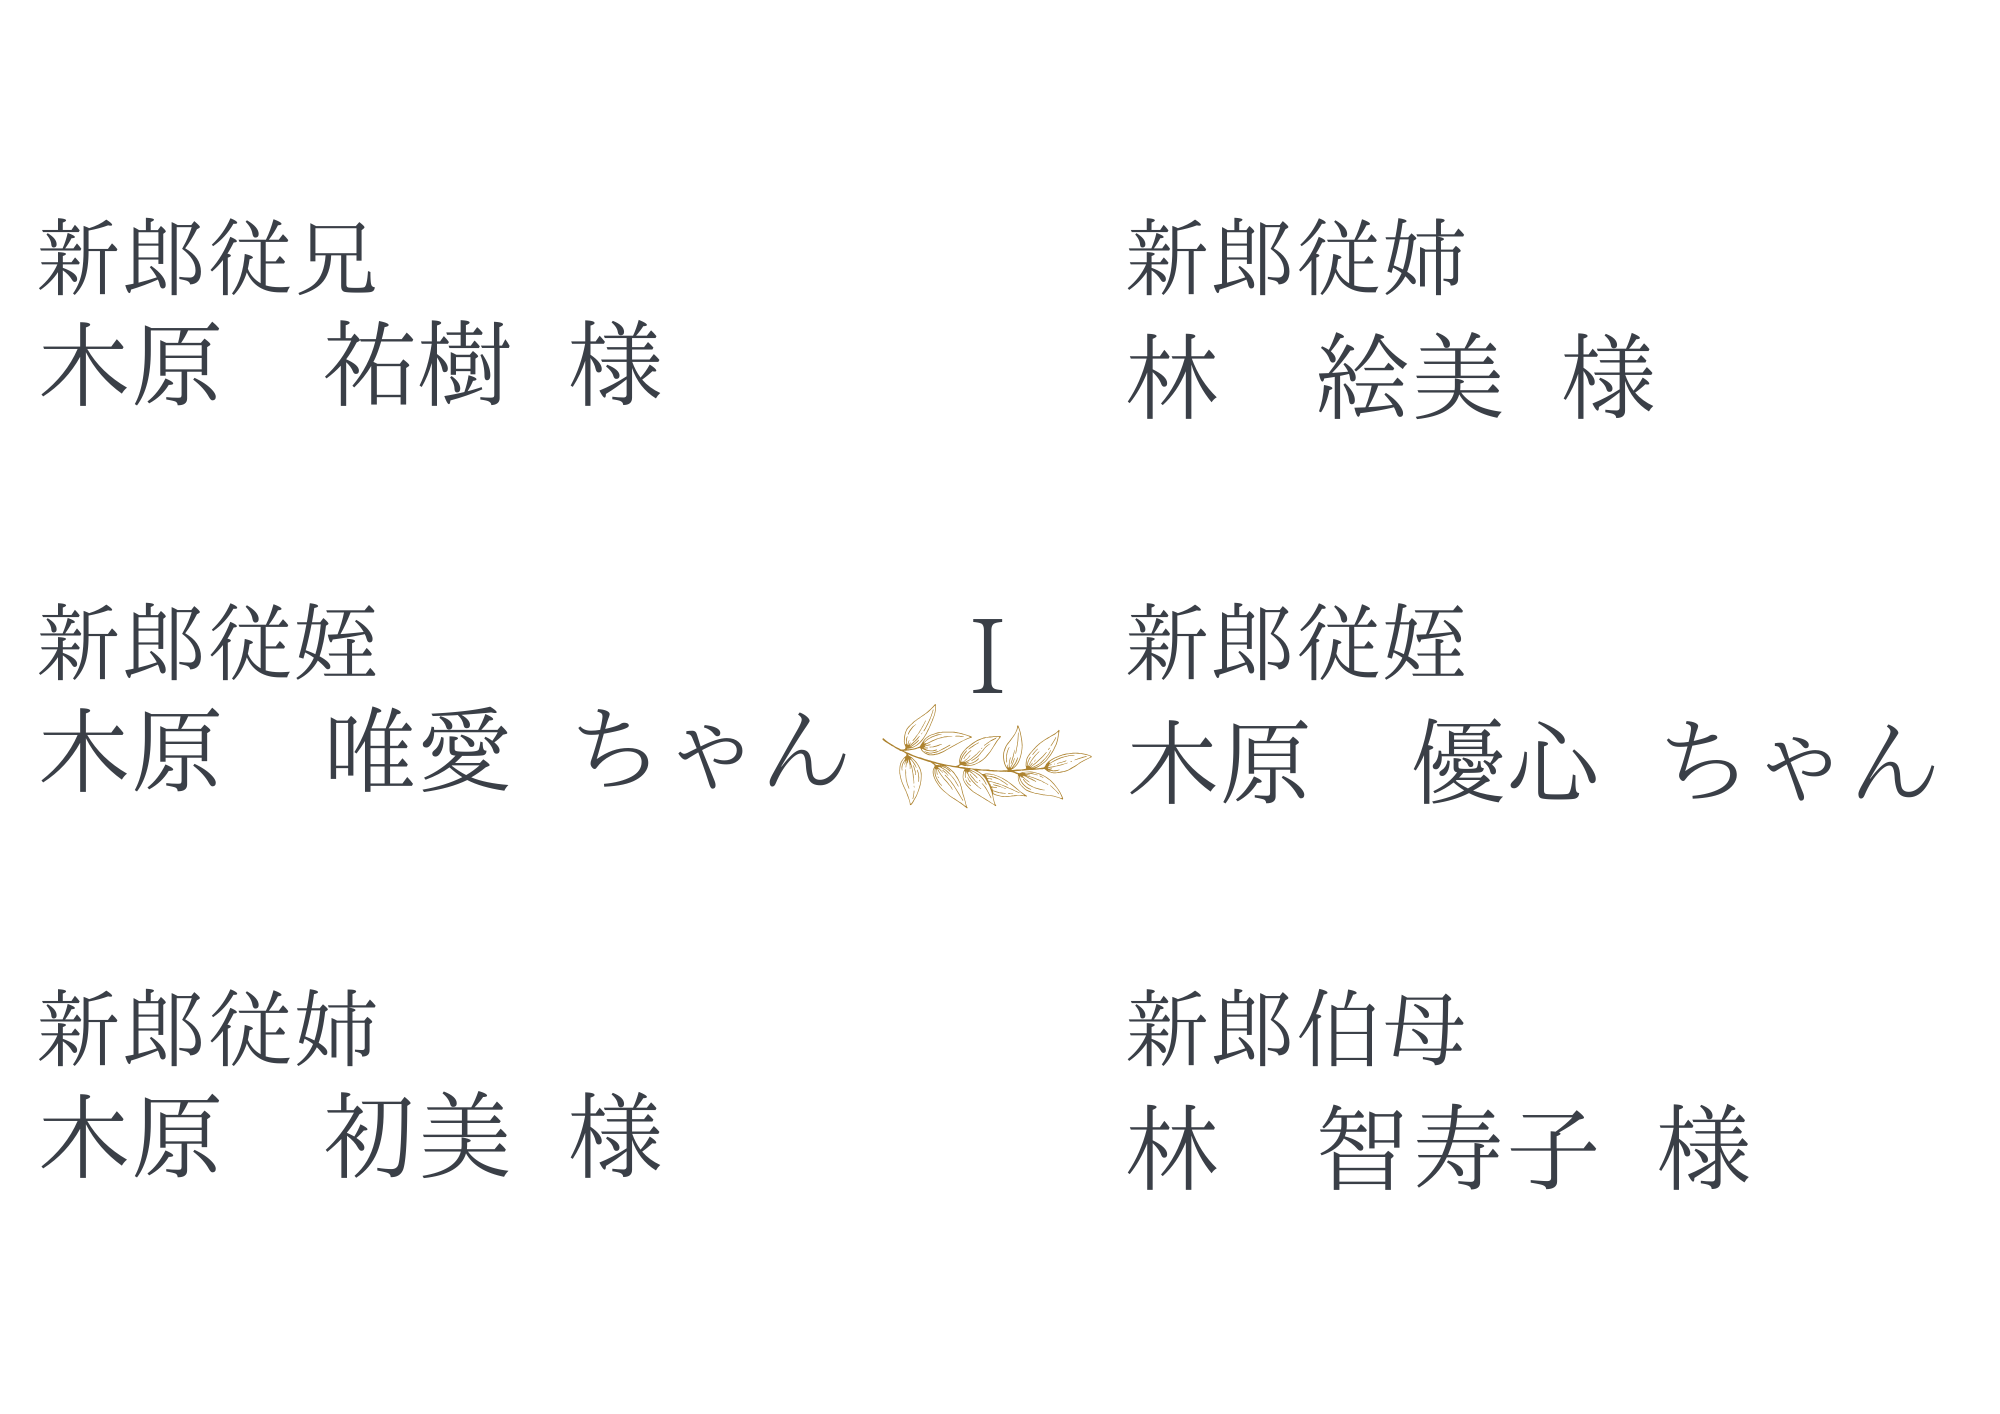 新郎従兄
木原　祐樹 様
新郎従姉
林　絵美 様
新郎従姪
木原　唯愛 ちゃん
I
新郎従姪
木原　優心 ちゃん
新郎従姉
木原　初美 様
新郎伯母
林　智寿子 様